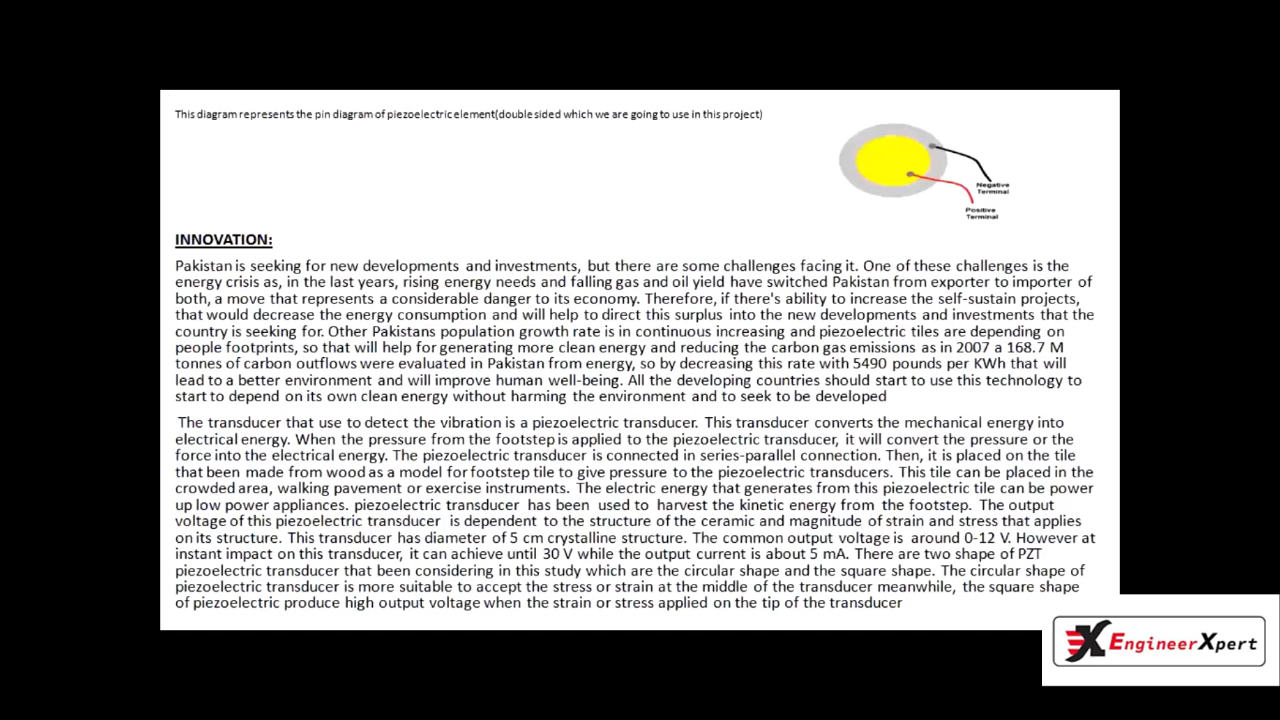 This diagram represents the pin diagram of piezoelectric element(double sided which we are going to use in this project)
Negative
Terminal
Positive
Terminal
INNOVATION:
Pakistan is seeking for new developments and investments, but there are some challenges facing it. One of these challenges is the
energy crisis as, in the last years, rising energy needs and falling gas and oil yield have switched Pakistan from exporter to importer of
both, a move that represents a considerable danger to its economy. Therefore, if there's ability to increase the self-sustain projects,
that would decrease the energy consumption and will help to direct this surplus into the new developments and investments that the
country is seeking for. Other Pakistans population growth rate is in continuous increasing and piezoelectric tiles are depending on
people footprints, so that will help for generating more clean energy and reducing the carbon gas emissions as in 2007 a 168.7 M
tonnes of carbon outflows were evaluated in Pakistan from energy, so by decreasing this rate with 5490 pounds per KWh that will
lead to a better environment and will improve human well-being. All the developing countries should start to use this technology to
start to depend on its own clean energy without harming the environment and to seek to be developed
The transducer that use to detect the vibration is a piezoelectric transducer. This transducer converts the mechanical energy into
electrical energy. When the pressure from the footstep is applied to the piezoelectric transducer, it will convert the pressure or the
force into the electrical energy. The piezoelectric transducer is connected in series-parallel connection. Then, it is placed on the tile
that been made from wood as a model for footstep tile to give pressure to the piezoelectric transducers. This tile can be placed in the
crowded area, walking pavement or exercise instruments. The electric energy that generates from this piezoelectric tile can be power
up low power appliances. piezoelectric transducer has been used to harvest the kinetic energy from the footstep. The output
voltage of this piezoelectric transducer is dependent to the structure of the ceramic and magnitude of strain and stress that applies
on its structure. This transducer has diameter of 5 cm crystalline structure. The common output voltage is around 0-12 V. However at
instant impact on this transducer, it can achieve until 30 V while the output current is about 5 mA. There are two shape of PZT
piezoelectric transducer that been considering in this study which are the circular shape and the square shape. The circular shape of
piezoelectric transducer is more suitable to accept the stress or strain at the middle of the transducer meanwhile, the square shape
of piezoelectric produce high output voltage when the strain or stress applied on the tip of the transducer
EngineerXpert